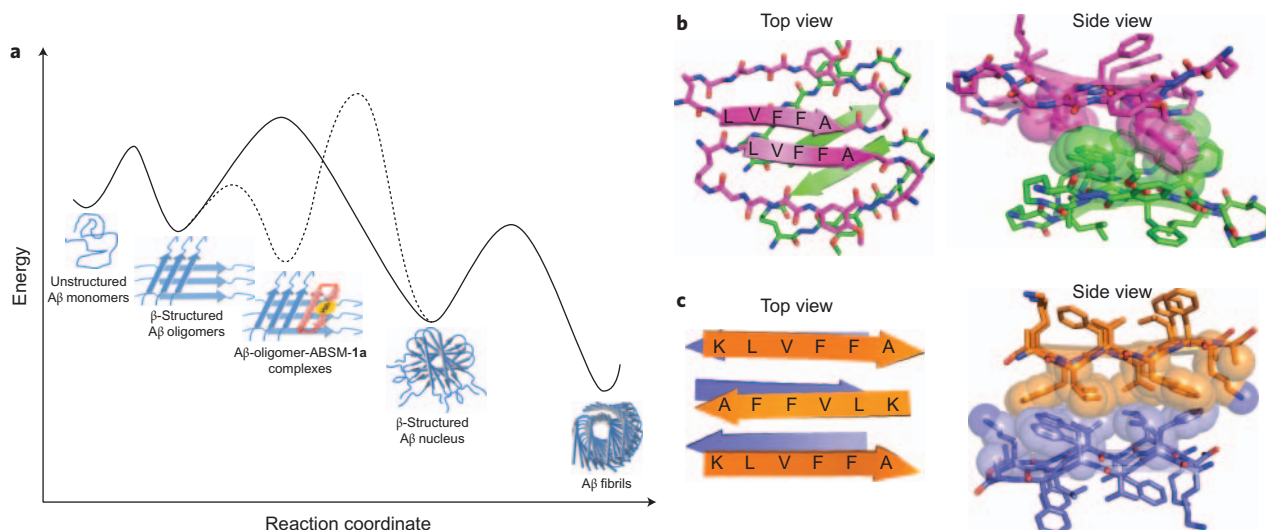 a
Energy
Unstructured
Aβ monomers
β-Structured
Aβ oligomers
Aβ-oligomer-ABSM-1a
complexes
β-Structured
Aβ nucleus
Aβ fibrils
Reaction coordinate
b
Top view
Side view
L V F F A
L V F F A
c
Top view
Side view
K L V F F A
A F F V L K
K L V F F A